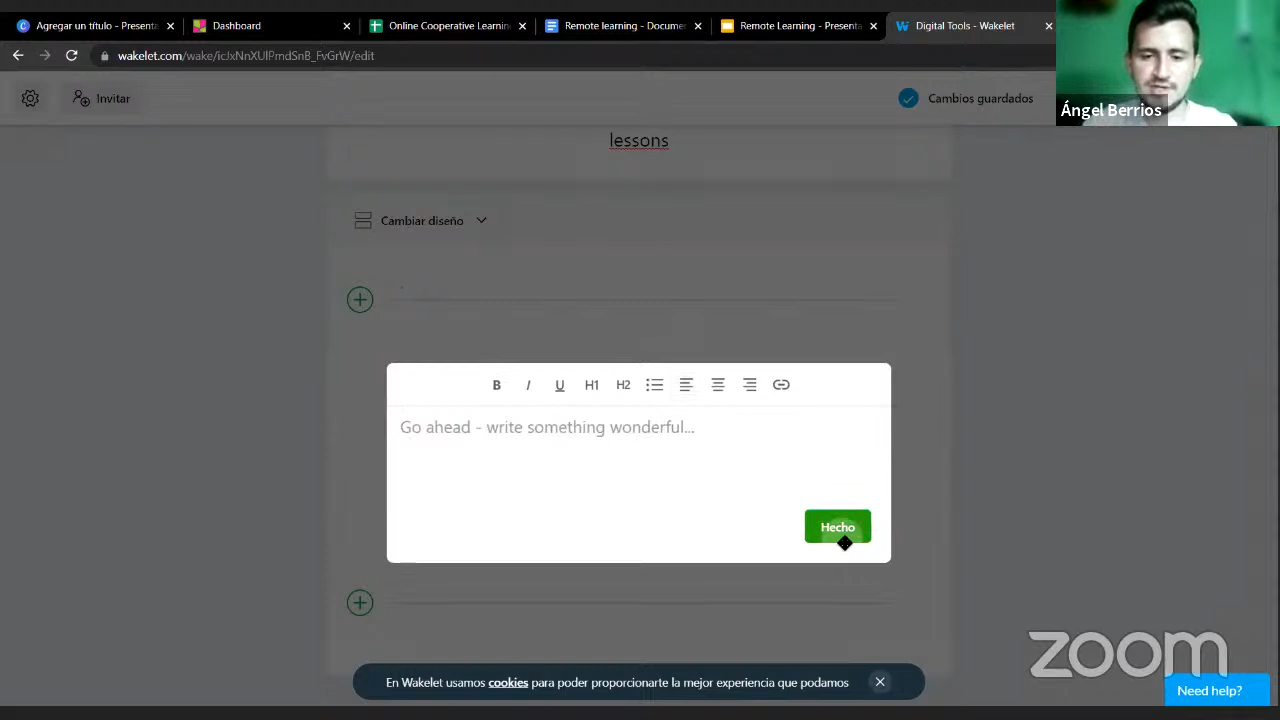 Agregar un título - Presenta
Dashboard
Online Cooperative Learnin
Remote learning - Docume
Remote Learning - Presenta
Digital Tools - Wakelet
wakelet.com/wake/icJxNnXUlPmdSnB_FvGrW/edit
Invitar
Cambios guardados
Ángel Berrios
lessons
Cambiar diseño
B I U H1 H2
Go ahead - write something wonderful...
Hecho
zoom
En Wakelet usamos cookies para poder proporcionarte la mejor experiencia que podamos
Need help?